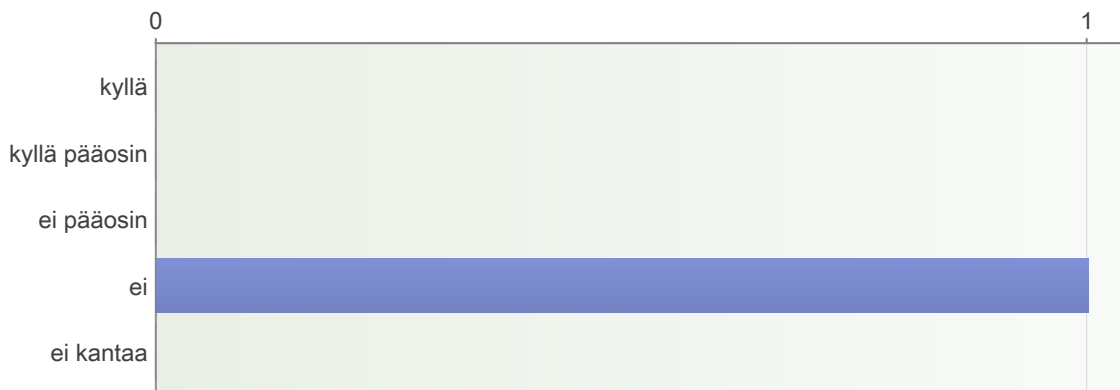 0 1
kyllä
kyllä pääosin
ei pääosin
ei
ei kantaa